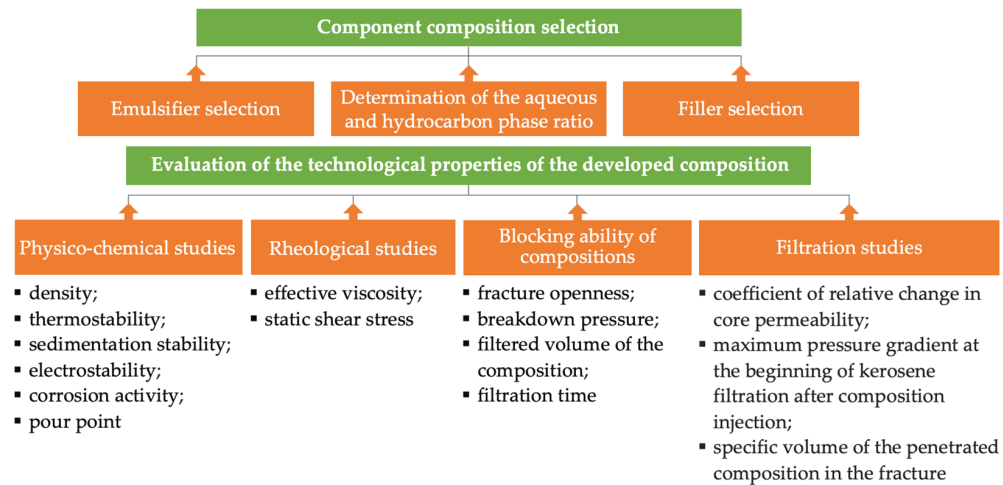 Component composition selection
Emulsifier selection
Determination of the aqueous
and hydrocarbon phase ratio
Filler selection
Evaluation of the technological properties of the developed composition
Physico-chemical studies
▪ density;
▪ thermostability;
▪ sedimentation stability;
▪ electrostability;
▪ corrosion activity;
▪ pour point
Rheological studies
▪ effective viscosity;
▪ static shear stress
Blocking ability of
compositions
▪ fracture openness;
▪ breakdown pressure;
▪ filtered volume of the
composition;
▪ filtration time
Filtration studies
▪ coefficient of relative change in
core permeability;
▪ maximum pressure gradient at
the beginning of kerosene
filtration after composition
injection;
▪ specific volume of the penetrated
composition in the fracture